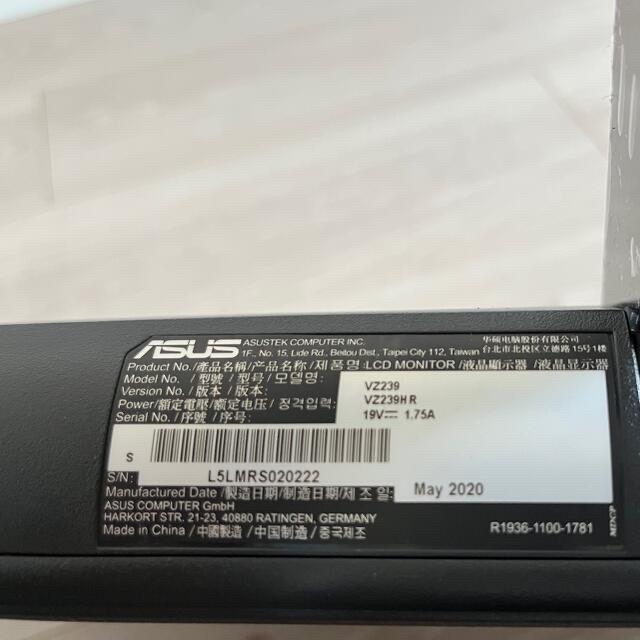 ASUS
ASUSTEK COMPUTER INC.
1F., No. 15, Lide Rd., Beitou Dist., Taipei City 112, Taiwan
华硕电脑股份有限公司
台北市北投区立德路15号1楼
Product No./產品名稱/产品名称/제품명:LCD MONITOR/液晶顯示器/液晶显示器
Model No./型號/型号/모델명: VZ239
Version No./版本/版本: VZ239HR
Power/額定電壓/额定电压/정격입력: 19V⎓ 1.75A
Serial No./序號/序号:
S
S/N: L5LMRS020222
Manufactured Date/製造日期/制造日期/제조일: May 2020
ASUS COMPUTER GmbH
HARKORT STR. 21-23, 40880 RATINGEN, GERMANY
Made in China/中國製造/中国制造/중국제조
R1936-1100-1781
MDCP